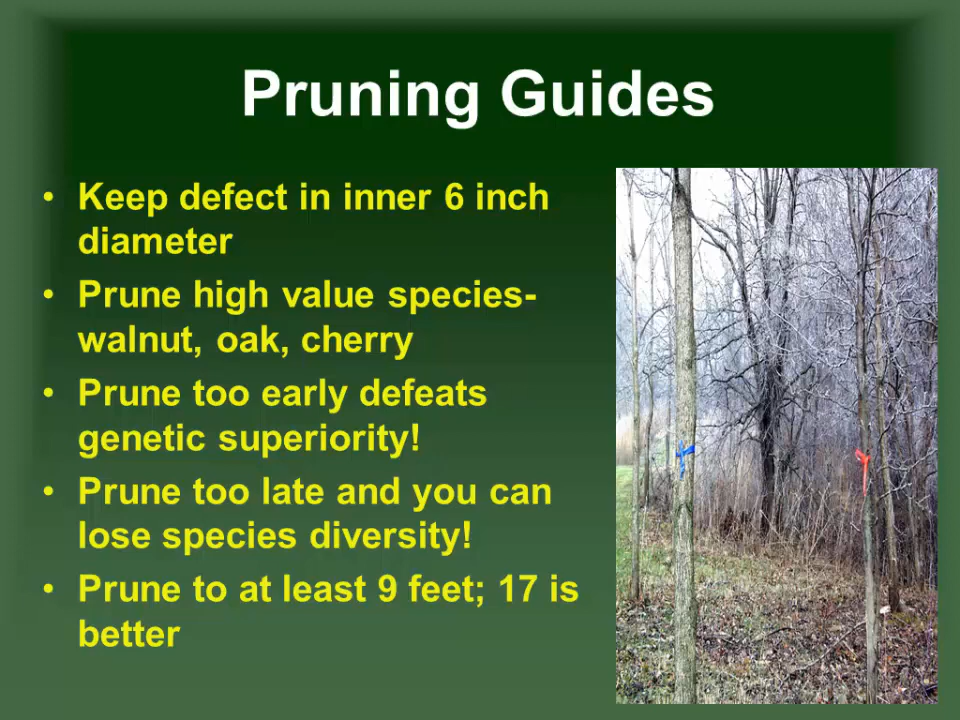 Pruning Guides
• Keep defect in inner 6 inch
diameter
• Prune high value species-
walnut, oak, cherry
• Prune too early defeats
genetic superiority!
• Prune too late and you can
lose species diversity!
• Prune to at least 9 feet; 17 is
better